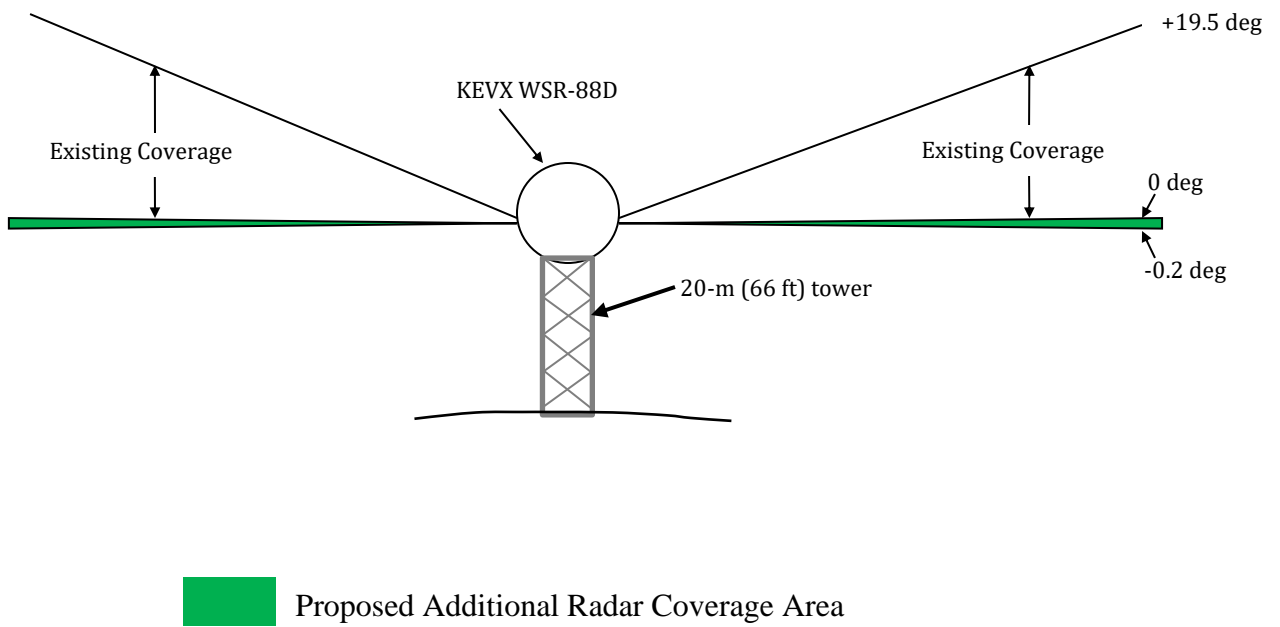 +19.5 deg
KEVX WSR-88D
Existing Coverage
Existing Coverage
0 deg
-0.2 deg
20-m (66 ft) tower
Proposed Additional Radar Coverage Area